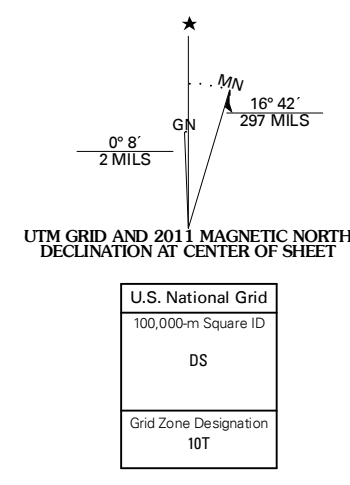 MN
16° 42´
297 MILS
GN
0° 8´
2 MILS
UTM GRID AND 2011 MAGNETIC NORTH
DECLINATION AT CENTER OF SHEET
U.S. National Grid
100,000-m Square ID
DS
Grid Zone Designation
10T